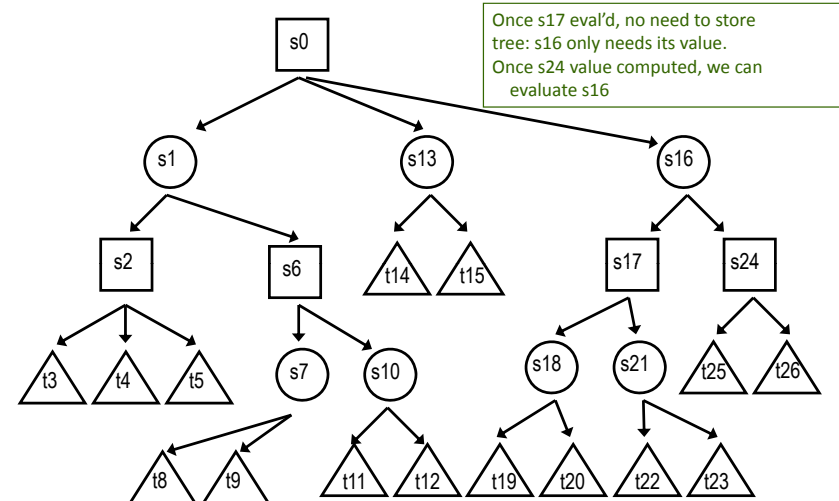 Once s17 eval'd, no need to store
tree: s16 only needs its value.
Once s24 value computed, we can
evaluate s16
s0
s1
s13
s16
s2
s6
t14
t15
s17
s24
t3
t4
t5
s7
s10
s18
s21
t25
t26
t8
t9
t11
t12
t19
t20
t22
t23